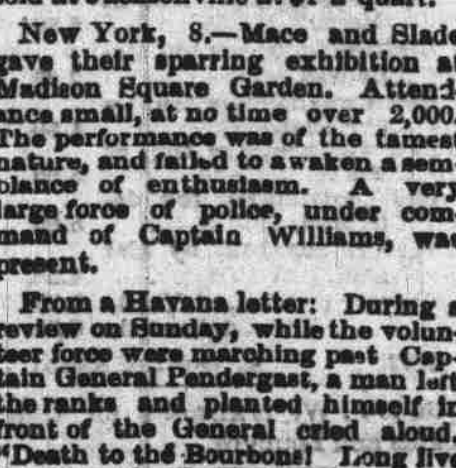 New York, 8.—Mace and Slade
gave their sparring exhibition at
Madison Square Garden. Attend-
ance small, at no time over 2,000.
The performance was of the tamest
nature, and failed to awaken a sem-
blance of enthusiasm. A very
large force of police, under com-
mand of Captain Williams, was
present.
From a Havana letter: During a
review on Sunday, while the volun-
teer force were marching past Cap-
tain General Pendergast, a man left
the ranks and planted himself in
front of the General cried aloud.
"Death to the Bourbons! Long live